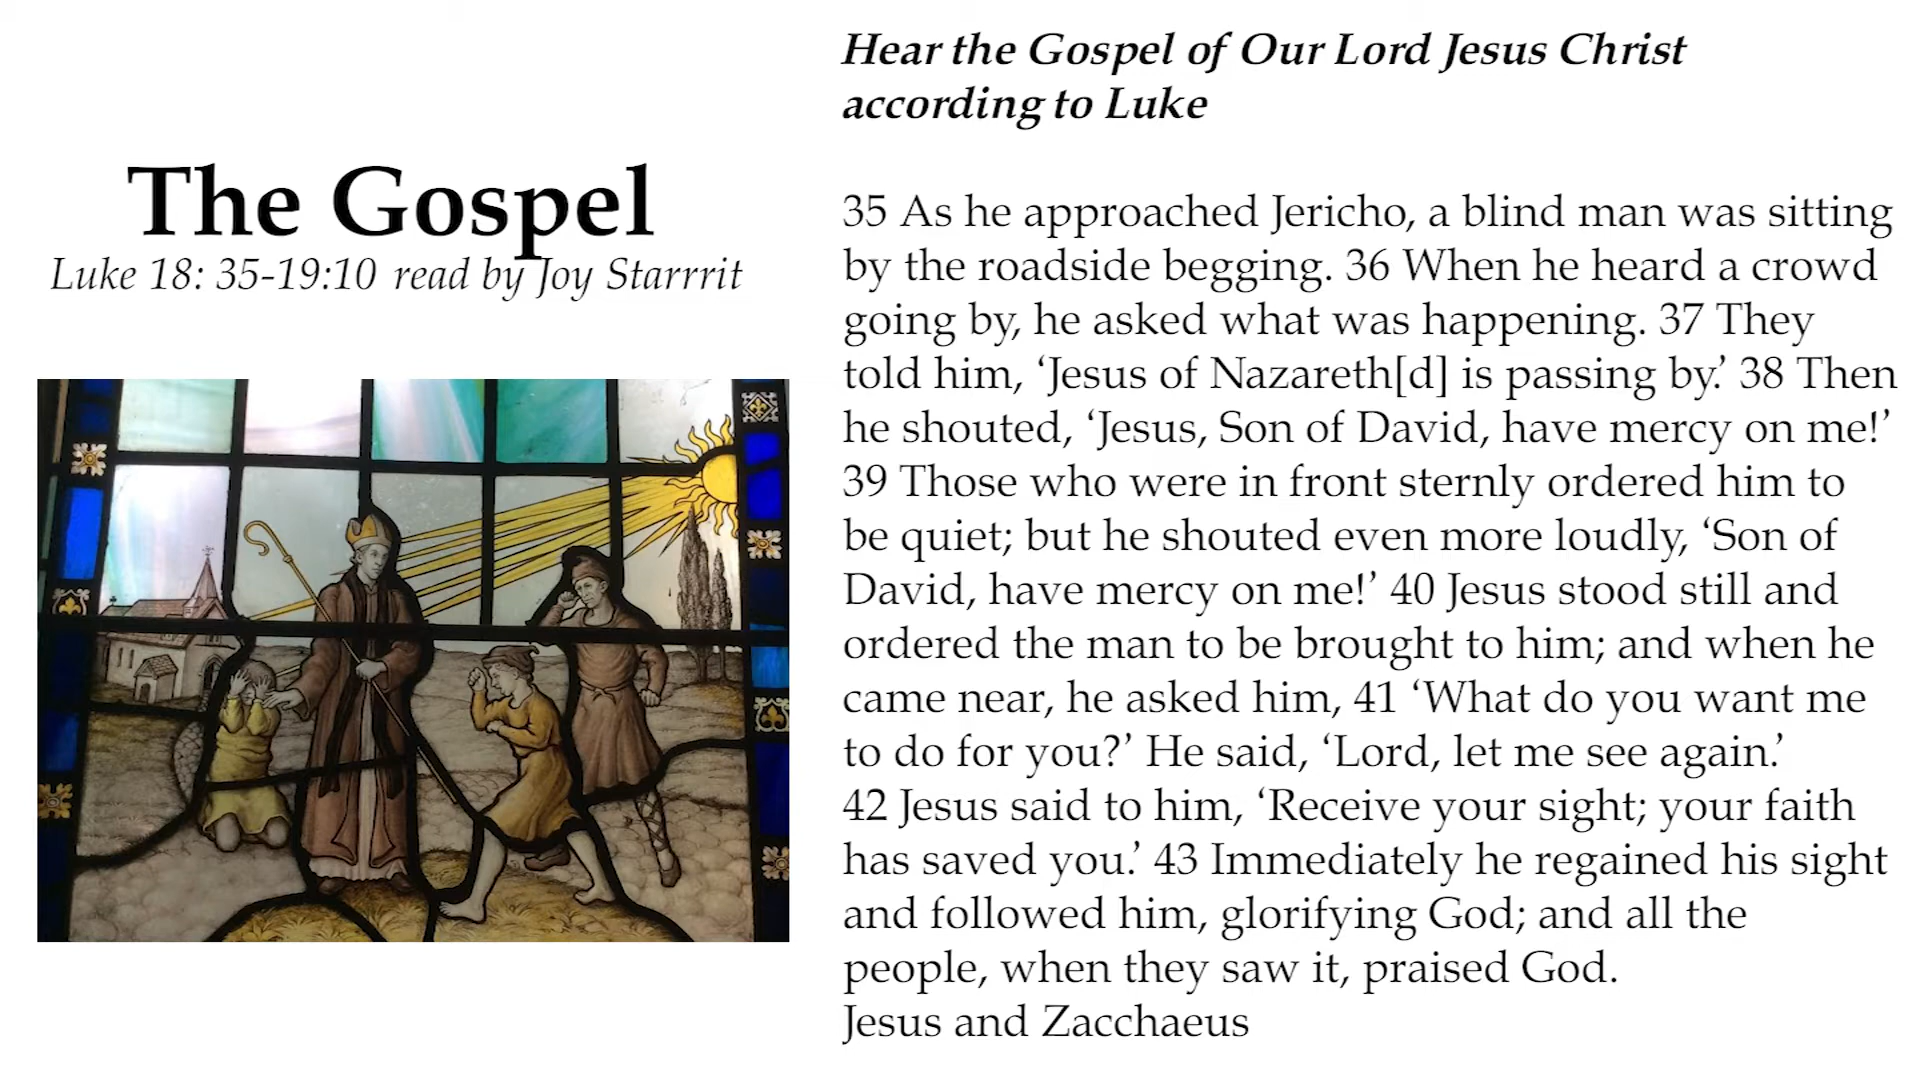 The Gospel
Luke 18: 35-19:10 read by Joy Starrrit
Hear the Gospel of Our Lord Jesus Christ
according to Luke
35 As he approached Jericho, a blind man was sitting
by the roadside begging. 36 When he heard a crowd
going by, he asked what was happening. 37 They
told him, ‘Jesus of Nazareth[d] is passing by.’ 38 Then
he shouted, ‘Jesus, Son of David, have mercy on me!’
39 Those who were in front sternly ordered him to
be quiet; but he shouted even more loudly, ‘Son of
David, have mercy on me!’ 40 Jesus stood still and
ordered the man to be brought to him; and when he
came near, he asked him, 41 ‘What do you want me
to do for you?’ He said, ‘Lord, let me see again.’
42 Jesus said to him, ‘Receive your sight; your faith
has saved you.’ 43 Immediately he regained his sight
and followed him, glorifying God; and all the
people, when they saw it, praised God.
Jesus and Zacchaeus